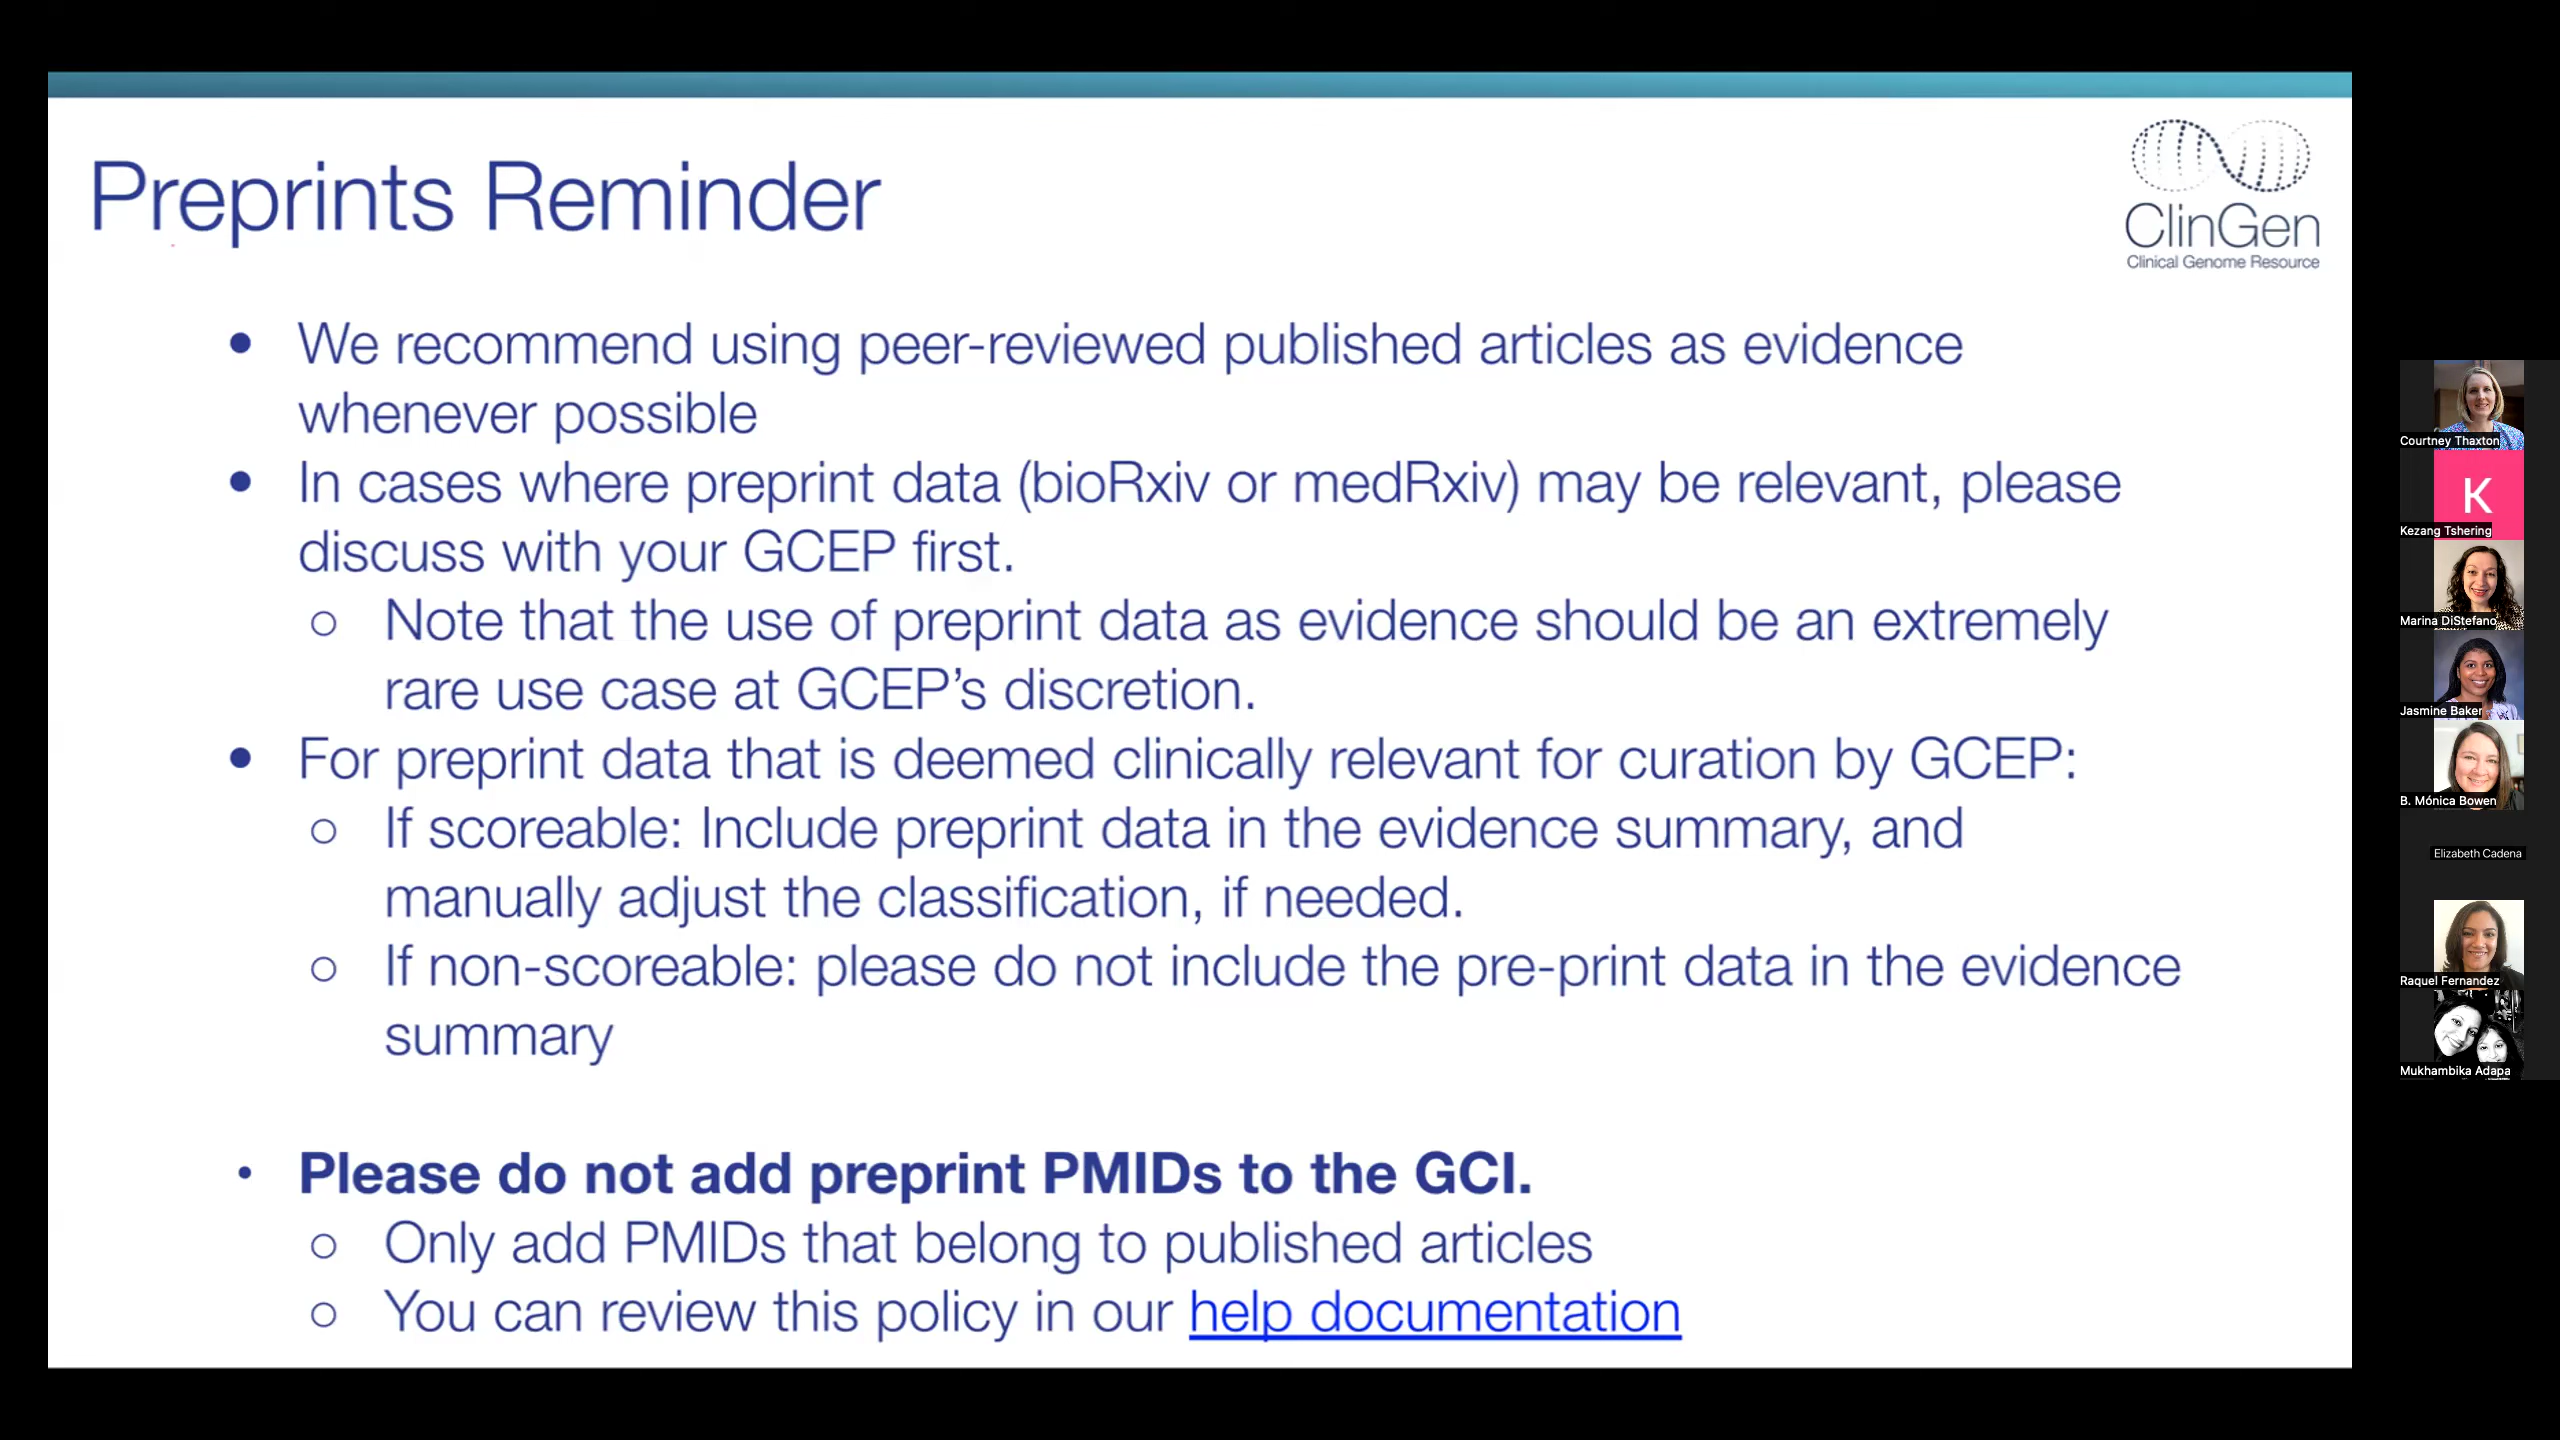 Preprints Reminder
ClinGen
Clinical Genome Resource
• We recommend using peer-reviewed published articles as evidence
whenever possible
• In cases where preprint data (bioRxiv or medRxiv) may be relevant, please
discuss with your GCEP first.
○ Note that the use of preprint data as evidence should be an extremely
rare use case at GCEP’s discretion.
• For preprint data that is deemed clinically relevant for curation by GCEP:
○ If scoreable: Include preprint data in the evidence summary, and
manually adjust the classification, if needed.
○ If non-scoreable: please do not include the pre-print data in the evidence
summary
• Please do not add preprint PMIDs to the GCI.
○ Only add PMIDs that belong to published articles
○ You can review this policy in our help documentation
Courtney Thaxton
K
Kezang Tshering
Marina DiStefano
Jasmine Baker
B. Mónica Bowen
Elizabeth Cadena
Raquel Fernandez
Mukhambika Adapa